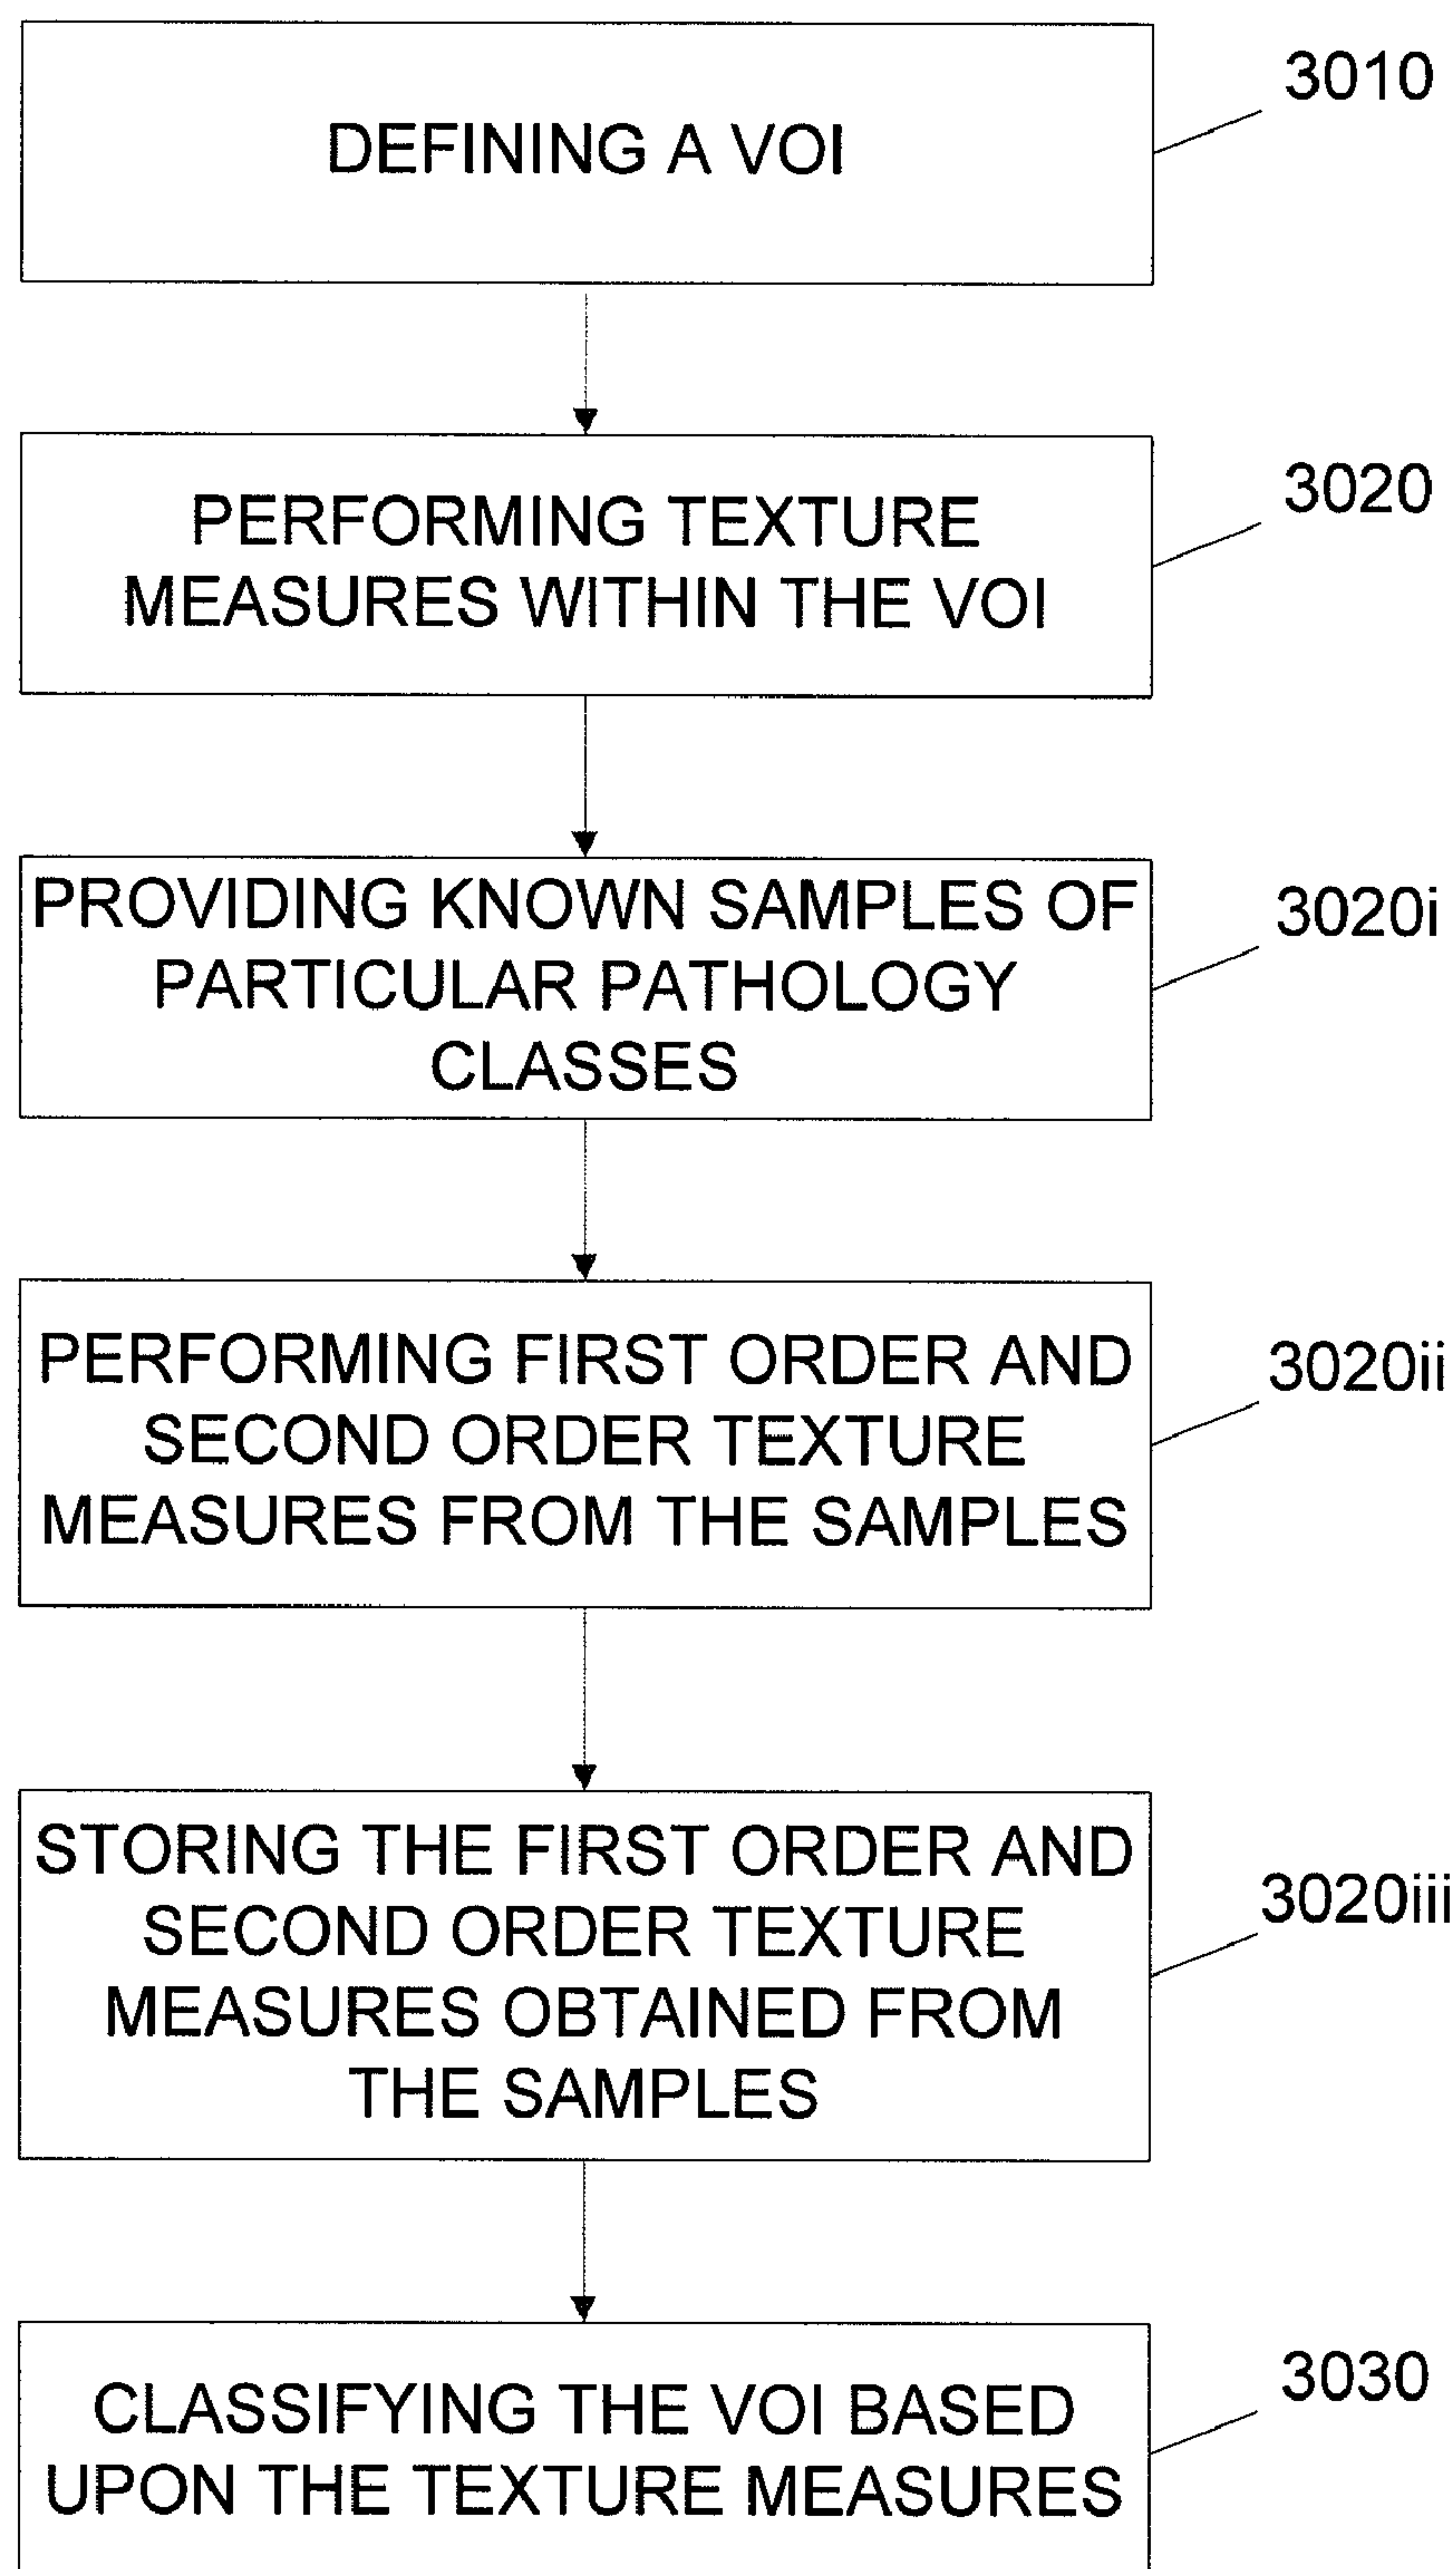 DEFINING A VOI
3010
PERFORMING TEXTURE
MEASURES WITHIN THE VOI
3020
PROVIDING KNOWN SAMPLES OF
PARTICULAR PATHOLOGY
CLASSES
3020i
PERFORMING FIRST ORDER AND
SECOND ORDER TEXTURE
MEASURES FROM THE SAMPLES
3020ii
STORING THE FIRST ORDER AND
SECOND ORDER TEXTURE
MEASURES OBTAINED FROM
THE SAMPLES
3020iii
CLASSIFYING THE VOI BASED
UPON THE TEXTURE MEASURES
3030